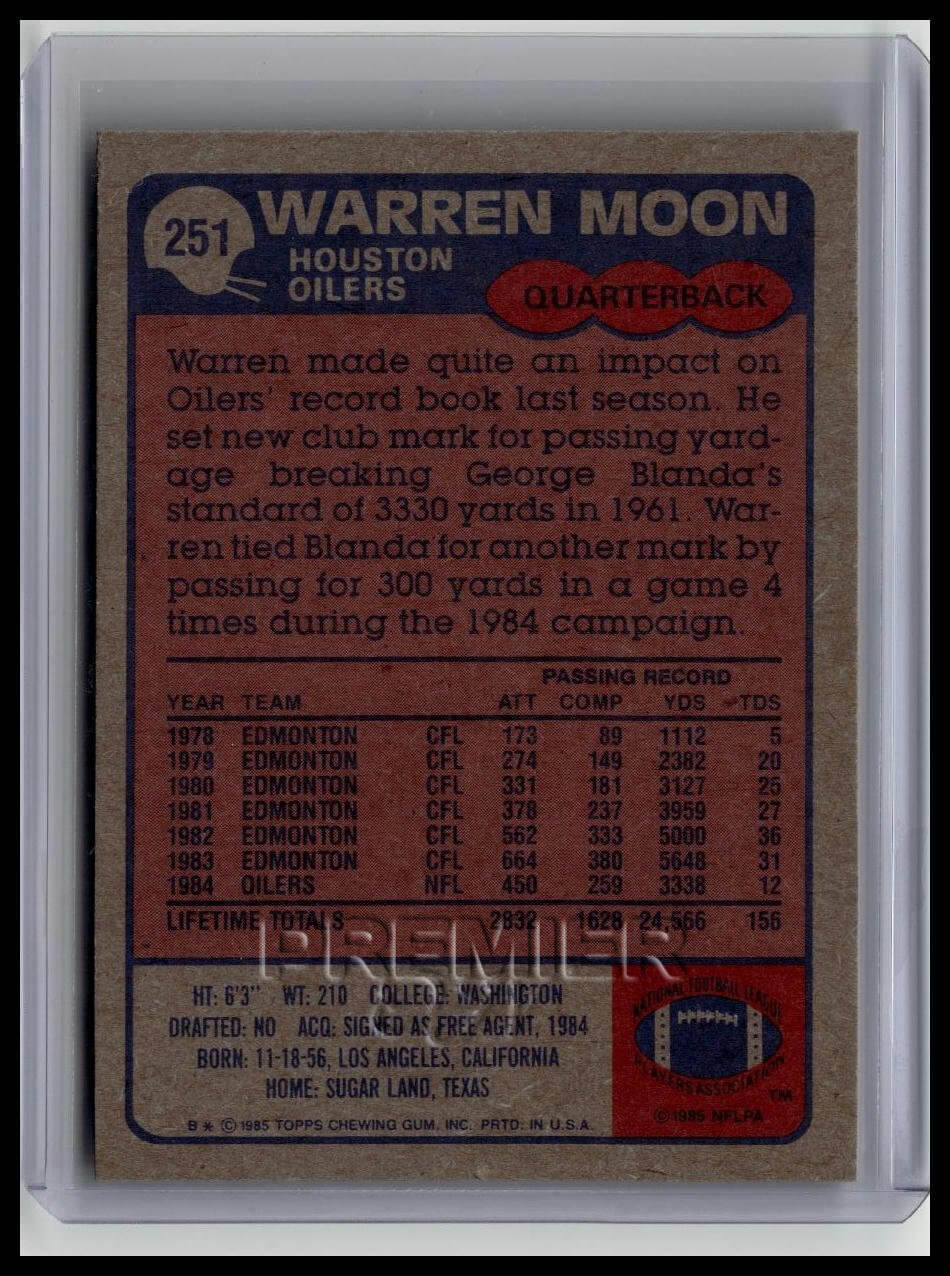 251
WARREN MOON
HOUSTON
OILERS
QUARTERBACK
Warren made quite an impact on
Oilers' record book last season. He
set new club mark for passing yard-
age breaking George Blanda's
standard of 3330 yards in 1961. War-
ren tied Blanda for another mark by
passing for 300 yards in a game 4
times during the 1984 campaign.
PASSING RECORD
YEAR TEAM ATT COMP YDS TDS
1978 EDMONTON CFL 173 89 1112 5
1979 EDMONTON CFL 274 149 2382 20
1980 EDMONTON CFL 331 181 3127 25
1981 EDMONTON CFL 378 237 3959 27
1982 EDMONTON CFL 562 333 5000 36
1983 EDMONTON CFL 664 380 5648 31
1984 OILERS NFL 450 259 3338 12
LIFETIME TOTALS 2832 1628 24,566 156
PREMIER
HT: 6'3" WT: 210 COLLEGE: WASHINGTON
DRAFTED: NO ACQ: SIGNED AS FREE AGENT, 1984
BORN: 11-18-56, LOS ANGELES, CALIFORNIA
HOME: SUGAR LAND, TEXAS
B * © 1985 TOPPS CHEWING GUM, INC. PRTD. IN U.S.A.
NATIONAL FOOTBALL LEAGUE
PLAYERS ASSOCIATION
TM
© 1985 NFLPA